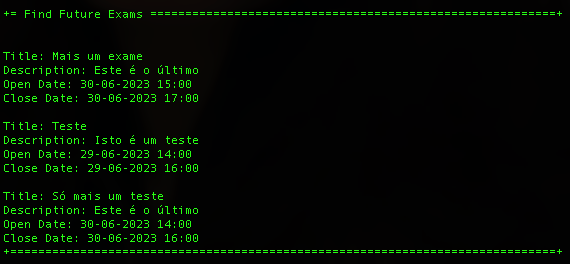 += Find Future Exams ==========================================================+
Title: Mais um exame
Description: Este é o último
Open Date: 30-06-2023 15:00
Close Date: 30-06-2023 17:00
Title: Teste
Description: Isto é um teste
Open Date: 29-06-2023 14:00
Close Date: 29-06-2023 16:00
Title: Só mais um teste
Description: Este é o último
Open Date: 30-06-2023 14:00
Close Date: 30-06-2023 16:00
+==============================================================================+